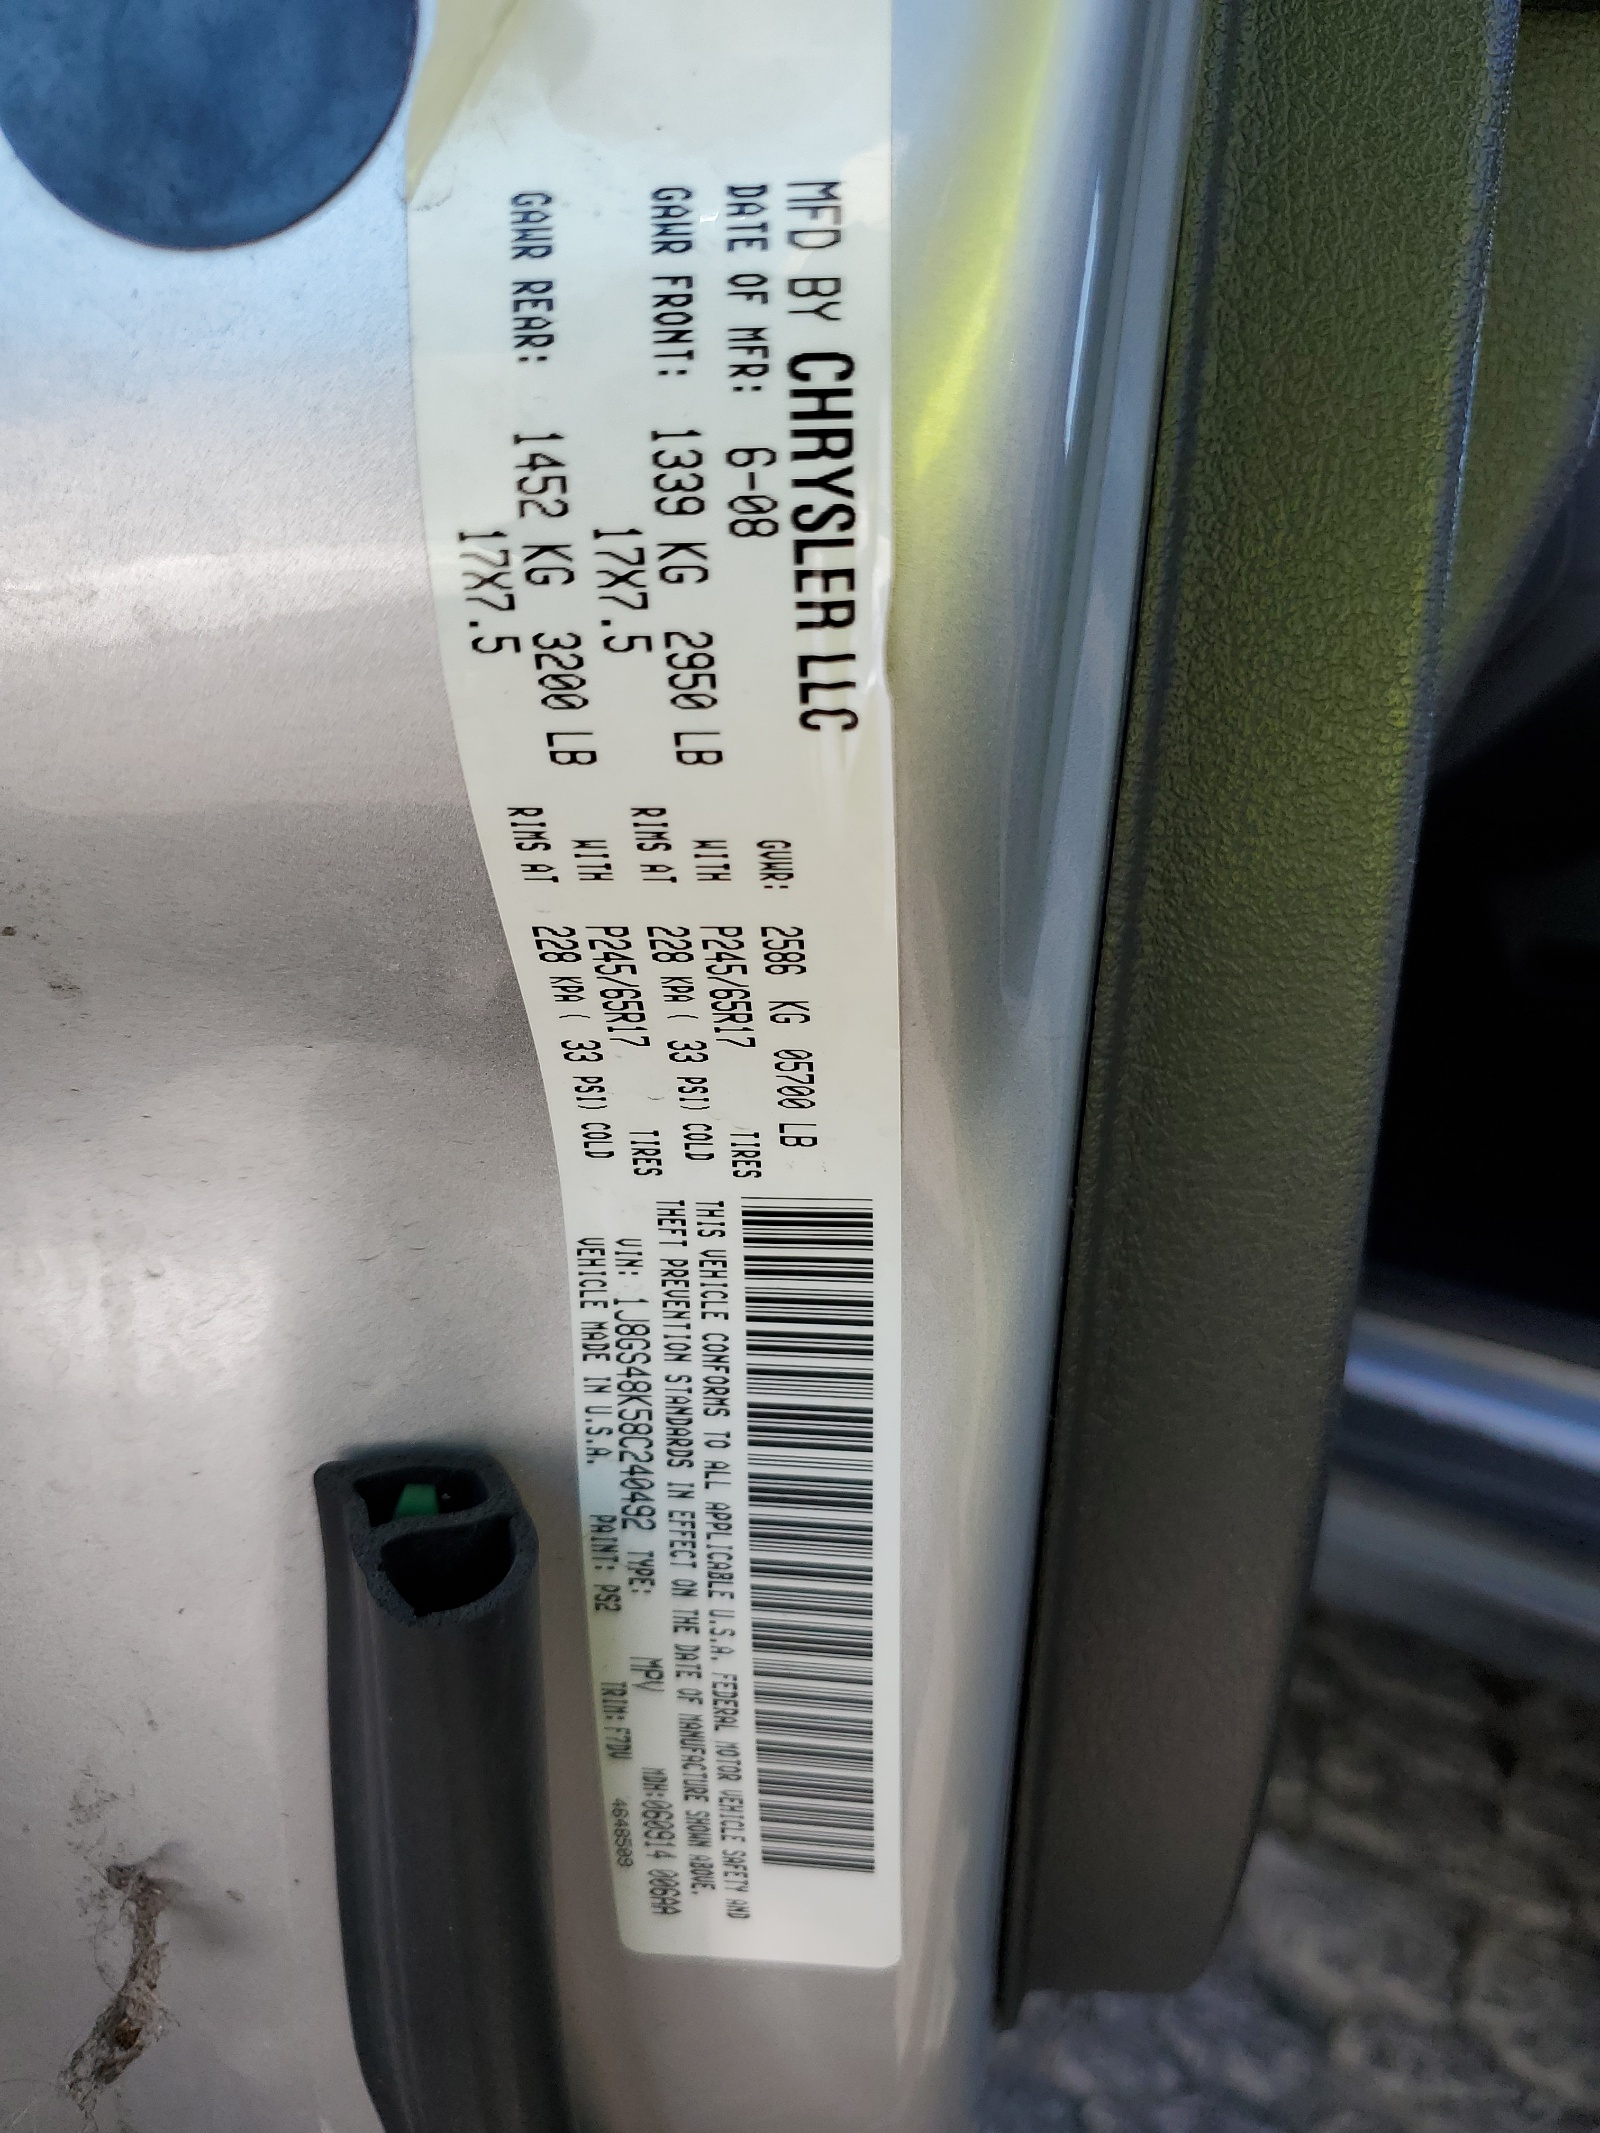 MFD BY CHRYSLER LLC
DATE OF MFR: 6-08 GVWR: 2586 KG 05700 LB
GAWR FRONT: 1339 KG 2950 LB WITH P245/65R17 TIRES
17X7.5 RIMS AT 228 KPA( 33 PSI) COLD
GAWR REAR: 1452 KG 3200 LB WITH P245/65R17 TIRES
17X7.5 RIMS AT 228 KPA( 33 PSI) COLD
THIS VEHICLE CONFORMS TO ALL APPLICABLE U.S.A. FEDERAL MOTOR VEHICLE SAFETY AND
THEFT PREVENTION STANDARDS IN EFFECT ON THE DATE OF MANUFACTURE SHOWN ABOVE.
VIN: 1J8GS48K58C240492 TYPE: MPV MDH:060914 006AA
VEHICLE MADE IN U.S.A. PAINT: PS2 TRIM: F7DV 4648509